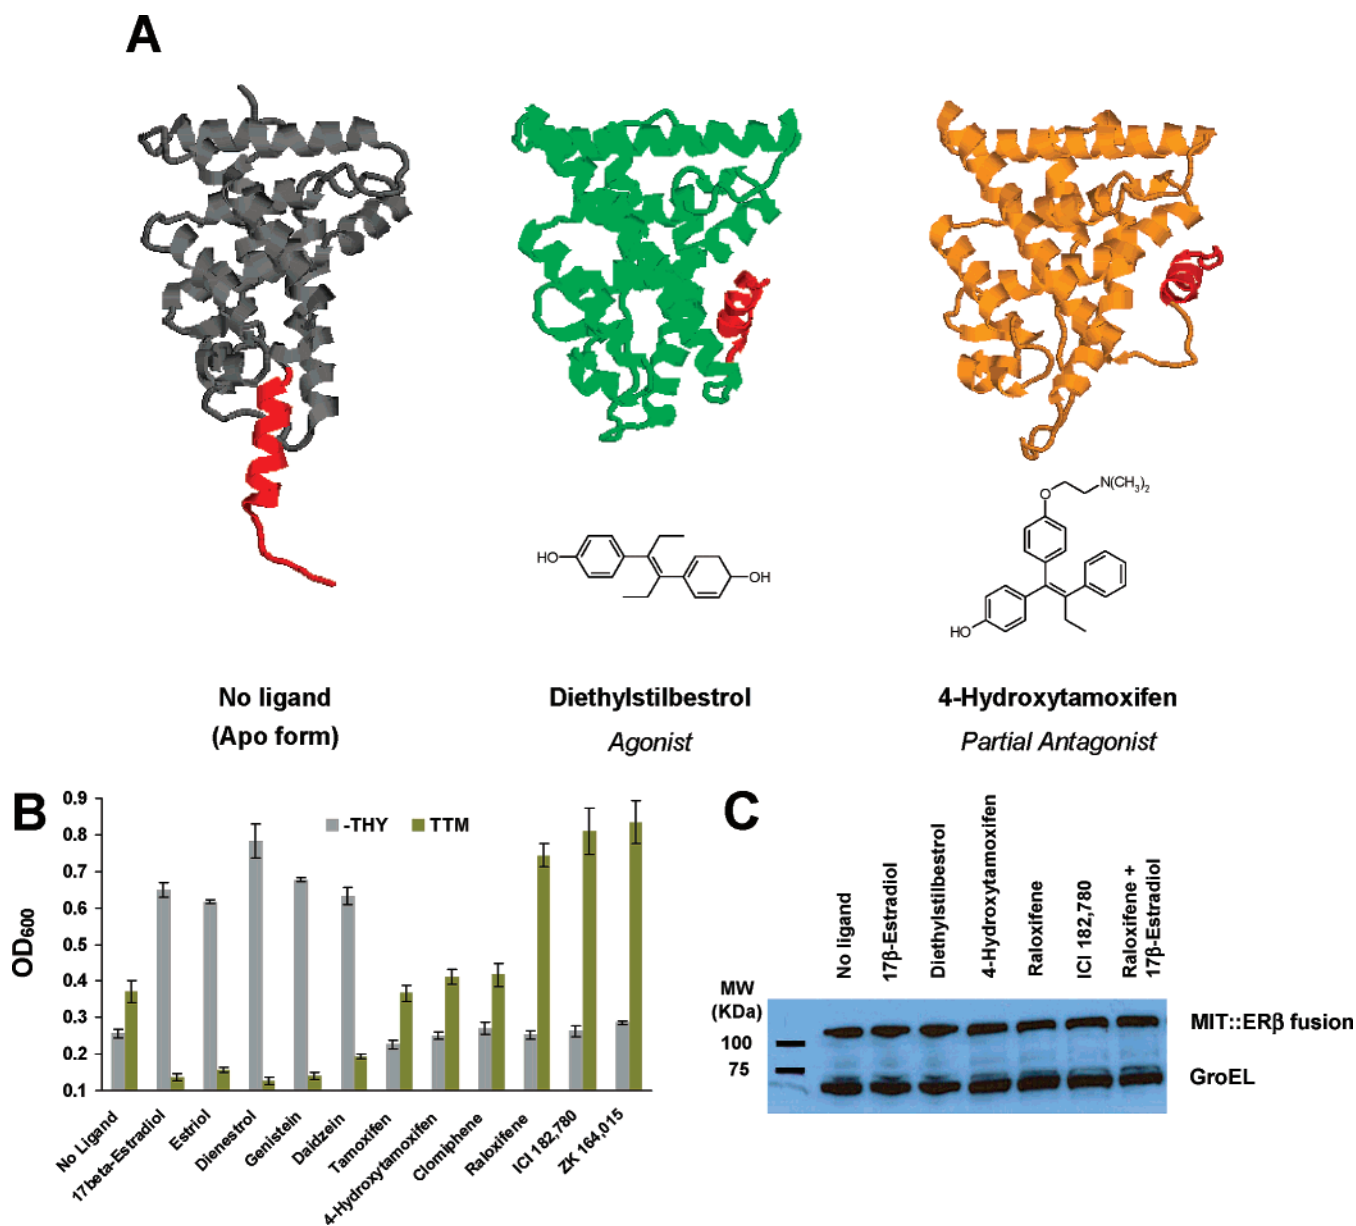 A
HO
OH
O
N(CH3)2
HO
No ligand
(Apo form)
Diethylstilbestrol
Agonist
4-Hydroxytamoxifen
Partial Antagonist
B
OD600
0.9
0.8
0.7
0.6
0.5
0.4
0.3
0.2
0.1
-THY
TTM
No Ligand
17beta-Estradiol
Estriol
Dienestrol
Genistein
Daidzein
Tamoxifen
4-Hydroxytamoxifen
Clomiphene
Raloxifene
ICI 182,780
ZK 164,015
C
No ligand
17β-Estradiol
Diethylstilbestrol
4-Hydroxytamoxifen
Raloxifene
ICI 182,780
Raloxifene +
17β-Estradiol
MW
(KDa)
100
75
MIT::ERβ fusion
GroEL